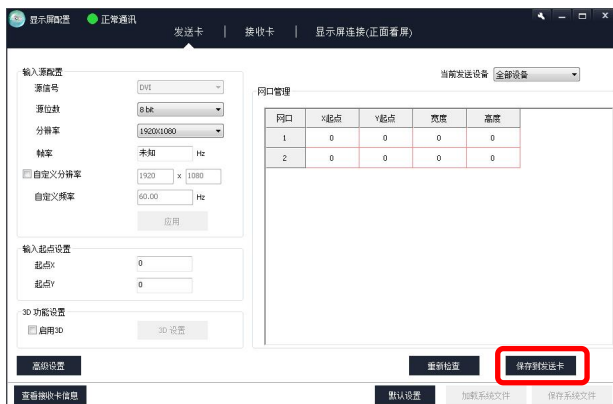 显示屏配置 正常通讯
发送卡 | 接收卡 | 显示屏连接(正面看屏)
当前发送设备 全部设备
输入源配置
源信号 DVI
源位数 8 bit
分辨率 1920X1080
帧率 未知 Hz
自定义分辨率 1920 x 1080
自定义频率 60.00 Hz
应用
输入起点设置
起点X 0
起点Y 0
3D 功能设置
启用3D 3D 设置
网口管理
网口 X起点 Y起点 宽度 高度
1 0 0 0 0
2 0 0 0 0
高级设置 重新检查 保存到发送卡
查看接收卡信息 默认设置 加载系统文件 保存系统文件